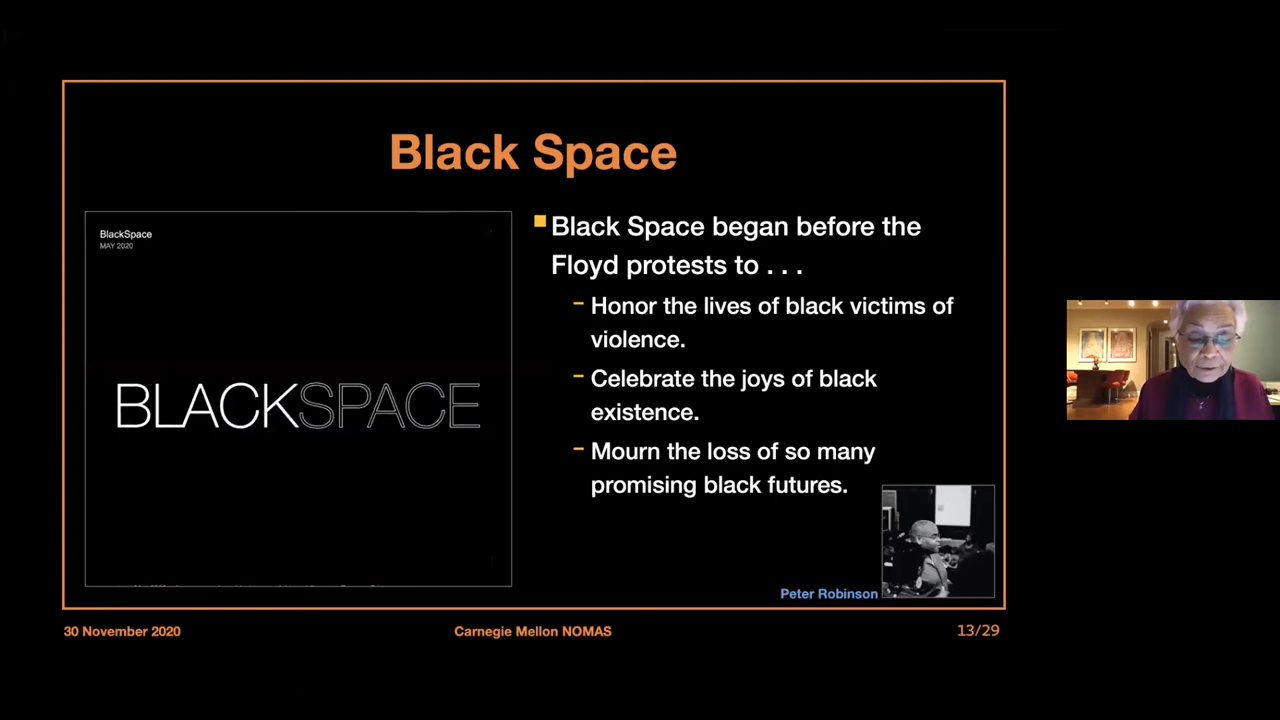 Black Space
BlackSpace
MAY 2020
BLACKSPACE
Black Space began before the
Floyd protests to . . .
- Honor the lives of black victims of
violence.
- Celebrate the joys of black
existence.
- Mourn the loss of so many
promising black futures.
Peter Robinson
30 November 2020
Carnegie Mellon NOMAS
13/29